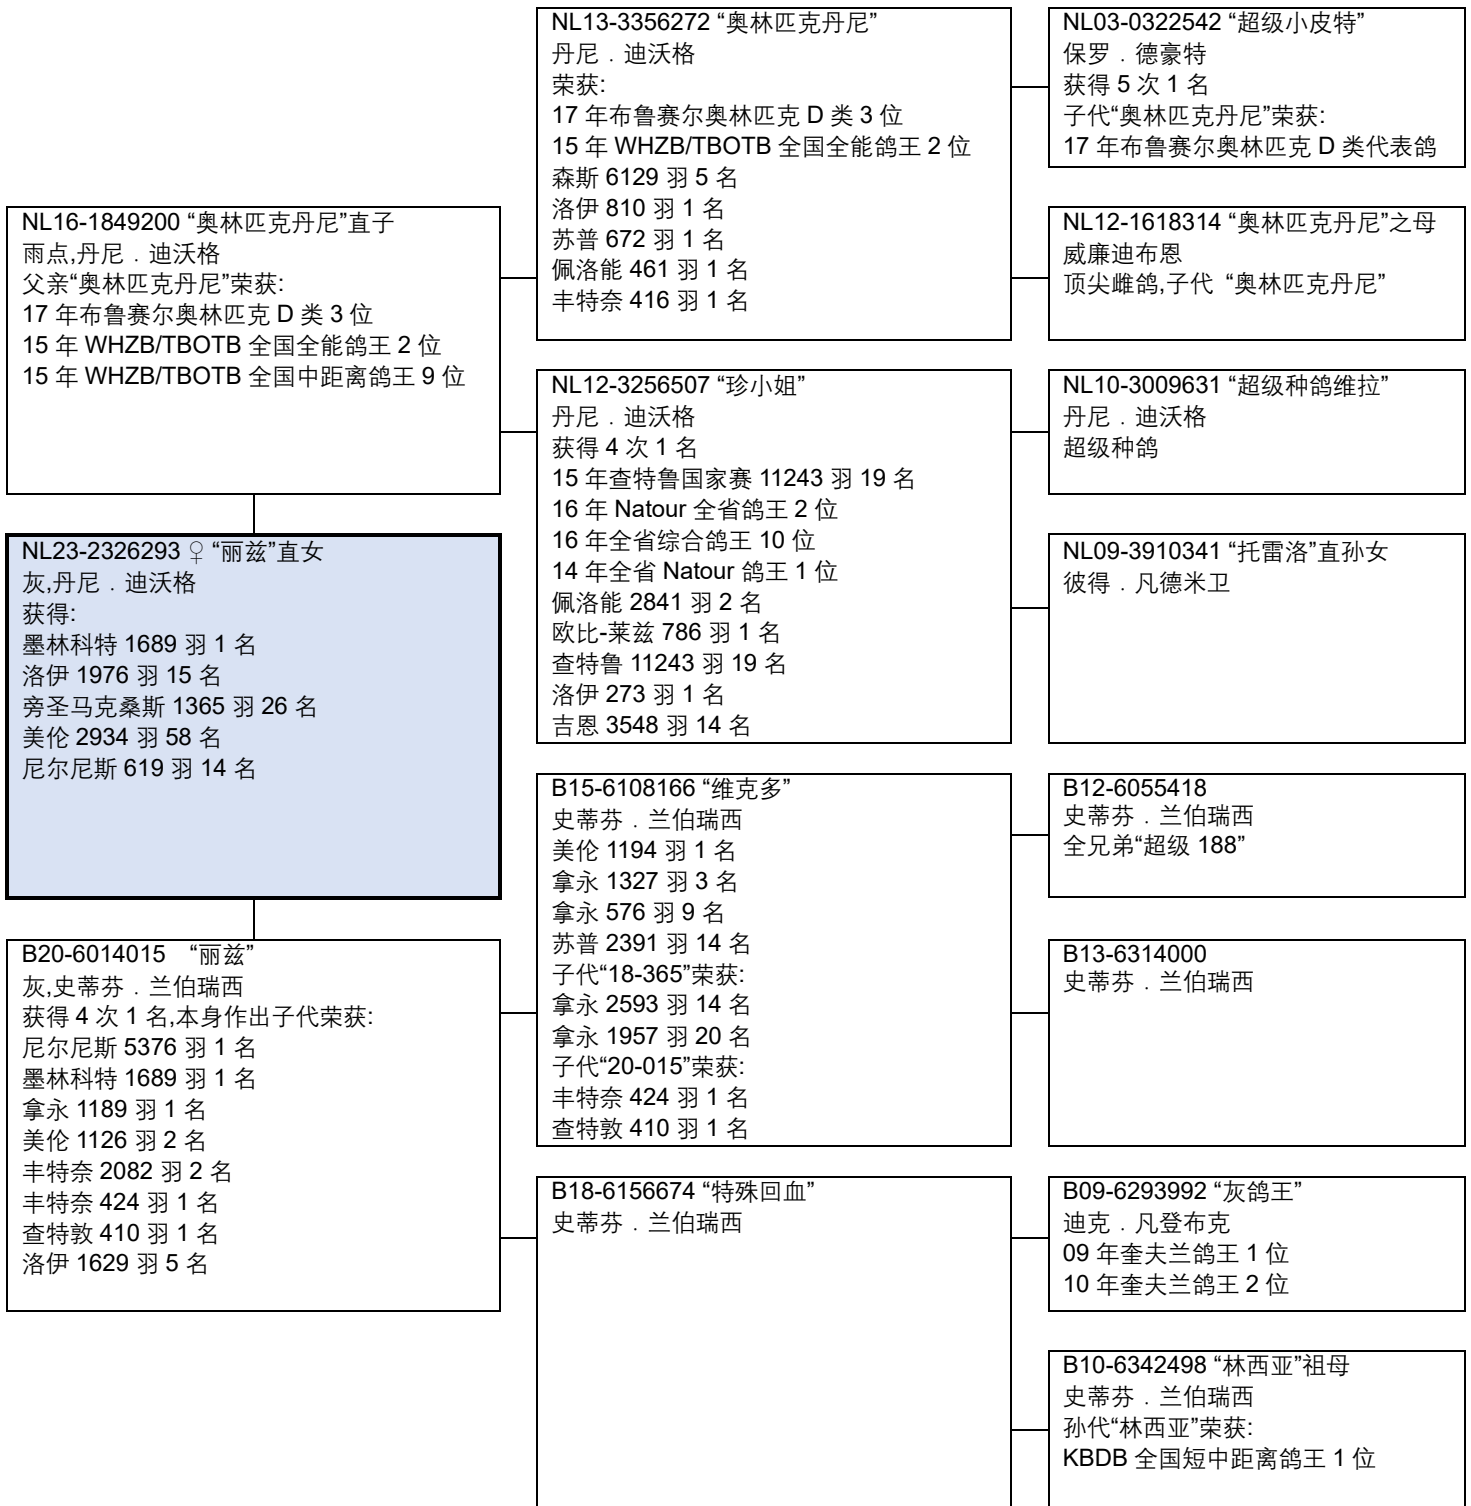 NL16-1849200 “奥林匹克丹尼”直子
雨点,丹尼．迪沃格
父亲“奥林匹克丹尼”荣获:
17 年布鲁赛尔奥林匹克 D 类 3 位
15 年 WHZB/TBOTB 全国全能鸽王 2 位
15 年 WHZB/TBOTB 全国中距离鸽王 9 位
NL23-2326293 ♀ “丽兹”直女
灰,丹尼．迪沃格
获得:
墨林科特 1689 羽 1 名
洛伊 1976 羽 15 名
旁圣马克桑斯 1365 羽 26 名
美伦 2934 羽 58 名
尼尔尼斯 619 羽 14 名
B20-6014015 “丽兹”
灰,史蒂芬．兰伯瑞西
获得 4 次 1 名,本身作出子代荣获:
尼尔尼斯 5376 羽 1 名
墨林科特 1689 羽 1 名
拿永 1189 羽 1 名
美伦 1126 羽 2 名
丰特奈 2082 羽 2 名
丰特奈 424 羽 1 名
查特敦 410 羽 1 名
洛伊 1629 羽 5 名
NL13-3356272 “奥林匹克丹尼”
丹尼．迪沃格
荣获:
17 年布鲁赛尔奥林匹克 D 类 3 位
15 年 WHZB/TBOTB 全国全能鸽王 2 位
森斯 6129 羽 5 名
洛伊 810 羽 1 名
苏普 672 羽 1 名
佩洛能 461 羽 1 名
丰特奈 416 羽 1 名
NL12-3256507 “珍小姐”
丹尼．迪沃格
获得 4 次 1 名
15 年查特鲁国家赛 11243 羽 19 名
16 年 Natour 全省鸽王 2 位
16 年全省综合鸽王 10 位
14 年全省 Natour 鸽王 1 位
佩洛能 2841 羽 2 名
欧比-莱兹 786 羽 1 名
查特鲁 11243 羽 19 名
洛伊 273 羽 1 名
吉恩 3548 羽 14 名
B15-6108166 “维克多”
史蒂芬．兰伯瑞西
美伦 1194 羽 1 名
拿永 1327 羽 3 名
拿永 576 羽 9 名
苏普 2391 羽 14 名
子代“18-365”荣获:
拿永 2593 羽 14 名
拿永 1957 羽 20 名
子代“20-015”荣获:
丰特奈 424 羽 1 名
查特敦 410 羽 1 名
B18-6156674 “特殊回血”
史蒂芬．兰伯瑞西
NL03-0322542 “超级小皮特”
保罗．德豪特
获得 5 次 1 名
子代“奥林匹克丹尼”荣获:
17 年布鲁赛尔奥林匹克 D 类代表鸽
NL12-1618314 “奥林匹克丹尼”之母
威廉迪布恩
顶尖雌鸽,子代 “奥林匹克丹尼”
NL10-3009631 “超级种鸽维拉”
丹尼．迪沃格
超级种鸽
NL09-3910341 “托雷洛”直孙女
彼得．凡德米卫
B12-6055418
史蒂芬．兰伯瑞西
全兄弟“超级 188”
B13-6314000
史蒂芬．兰伯瑞西
B09-6293992 “灰鸽王”
迪克．凡登布克
09 年奎夫兰鸽王 1 位
10 年奎夫兰鸽王 2 位
B10-6342498 “林西亚”祖母
史蒂芬．兰伯瑞西
孙代“林西亚”荣获:
KBDB 全国短中距离鸽王 1 位